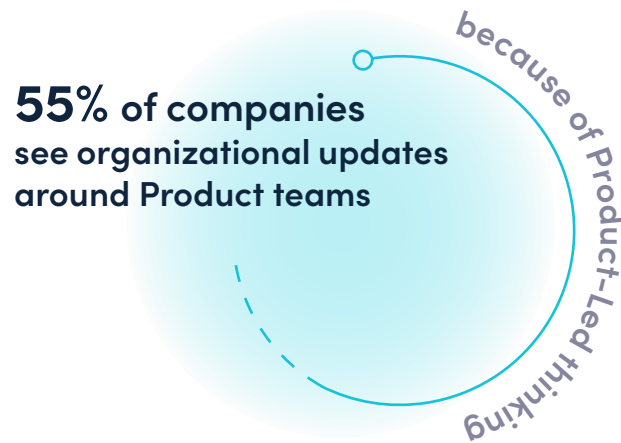 55% of companies
see organizational updates
around Product teams
because of Product-Led thinking